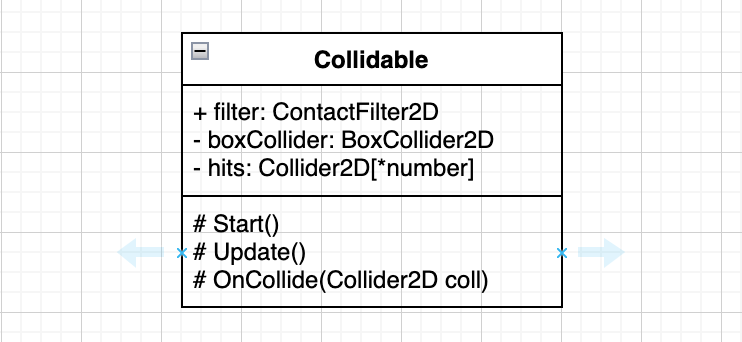 Collidable
+ filter: ContactFilter2D
- boxCollider: BoxCollider2D
- hits: Collider2D[*number]
# Start()
# Update()
# OnCollide(Collider2D coll)